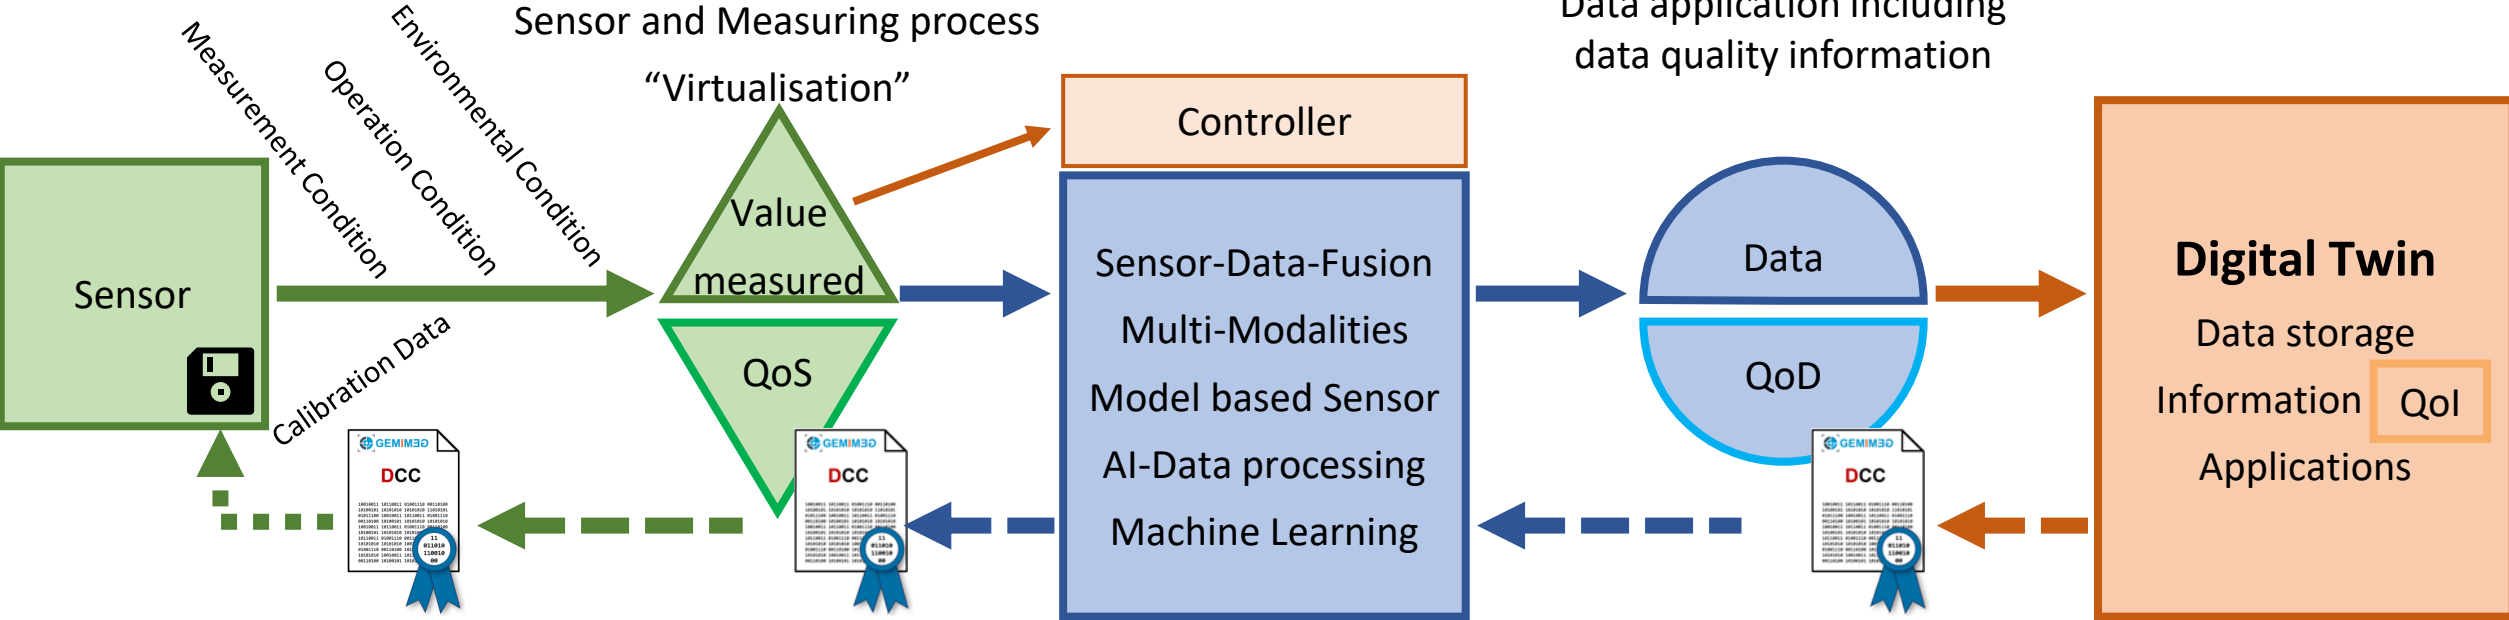 Sensor and Measuring process
“Virtualisation”
Data application including
data quality information
Measurement Condition
Operation Condition
Environmental Condition
Sensor
Calibration Data
Value
measured
QoS
Controller
Sensor-Data-Fusion
Multi-Modalities
Model based Sensor
AI-Data processing
Machine Learning
Data
QoD
Digital Twin
Data storage
Information QoI
Applications
GEMIMEG
DCC
GEMIMEG
DCC
GEMIMEG
DCC